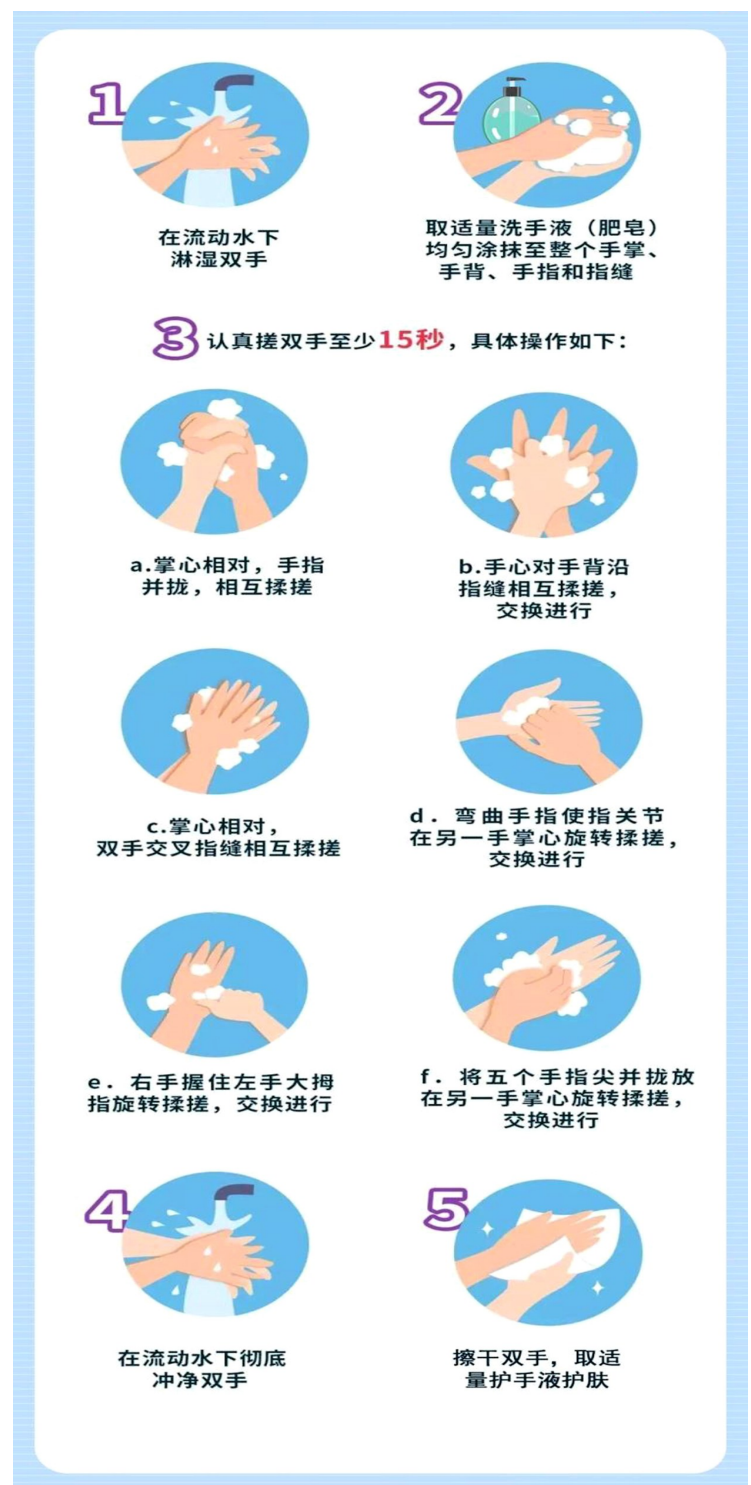 1
在流动水下
淋湿双手
2
取适量洗手液（肥皂）
均匀涂抹至整个手掌、
手背、手指和指缝
3 认真搓双手至少15秒，具体操作如下：
a.掌心相对，手指
并拢，相互揉搓
b.手心对手背沿
指缝相互揉搓，
交换进行
c.掌心相对，
双手交叉指缝相互揉搓
d．弯曲手指使指关节
在另一手掌心旋转揉搓，
交换进行
e．右手握住左手大拇
指旋转揉搓，交换进行
f．将五个手指尖并拢放
在另一手掌心旋转揉搓，
交换进行
4
在流动水下彻底
冲净双手
5
擦干双手，取适
量护手液护肤